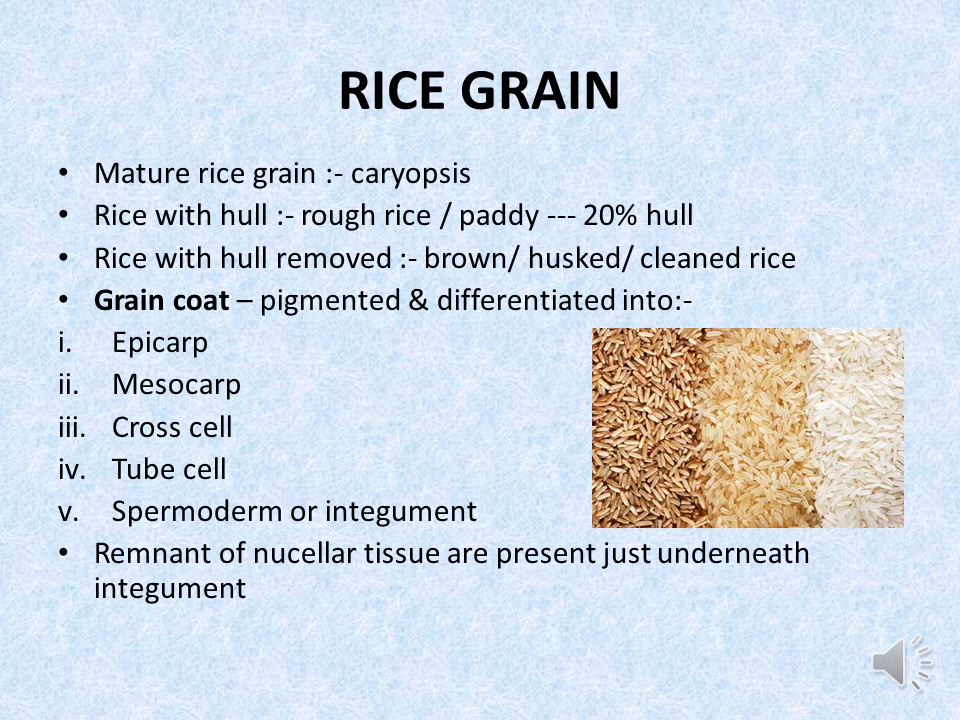 RICE GRAIN
• Mature rice grain :- caryopsis
• Rice with hull :- rough rice / paddy --- 20% hull
• Rice with hull removed :- brown/ husked/ cleaned rice
• Grain coat – pigmented & differentiated into:-
i. Epicarp
ii. Mesocarp
iii. Cross cell
iv. Tube cell
v. Spermoderm or integument
• Remnant of nucellar tissue are present just underneath
integument